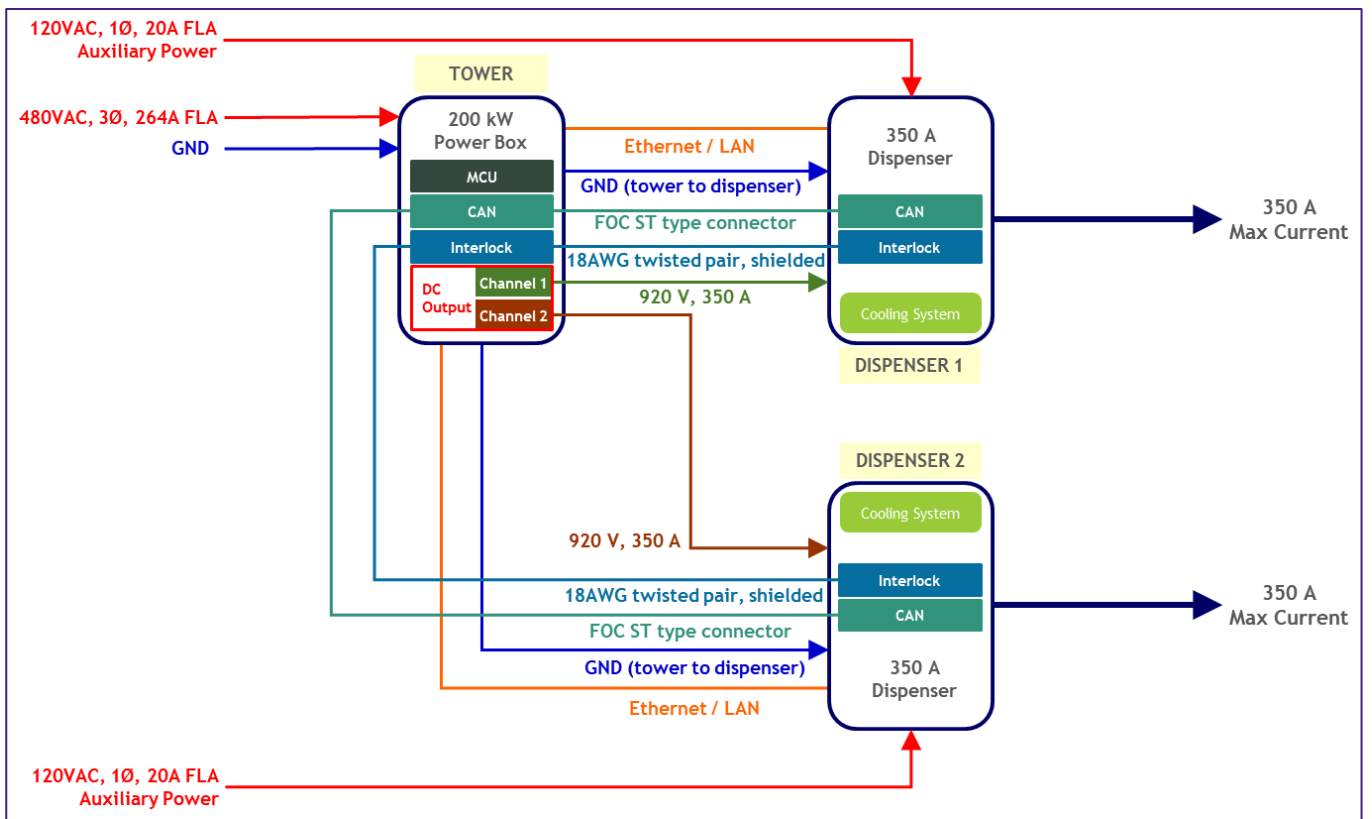 120VAC, 1Ø, 20A FLA
Auxiliary Power
TOWER
480VAC, 3Ø, 264A FLA
GND
200 kW
Power Box
MCU
CAN
Interlock
DC
Output
Channel 1
Channel 2
Ethernet / LAN
GND (tower to dispenser)
FOC ST type connector
18AWG twisted pair, shielded
920 V, 350 A
350 A
Dispenser
CAN
Interlock
Cooling System
DISPENSER 1
350 A
Max Current
DISPENSER 2
Cooling System
920 V, 350 A
Interlock
18AWG twisted pair, shielded
CAN
FOC ST type connector
GND (tower to dispenser)
350 A
Dispenser
Ethernet / LAN
350 A
Max Current
120VAC, 1Ø, 20A FLA
Auxiliary Power